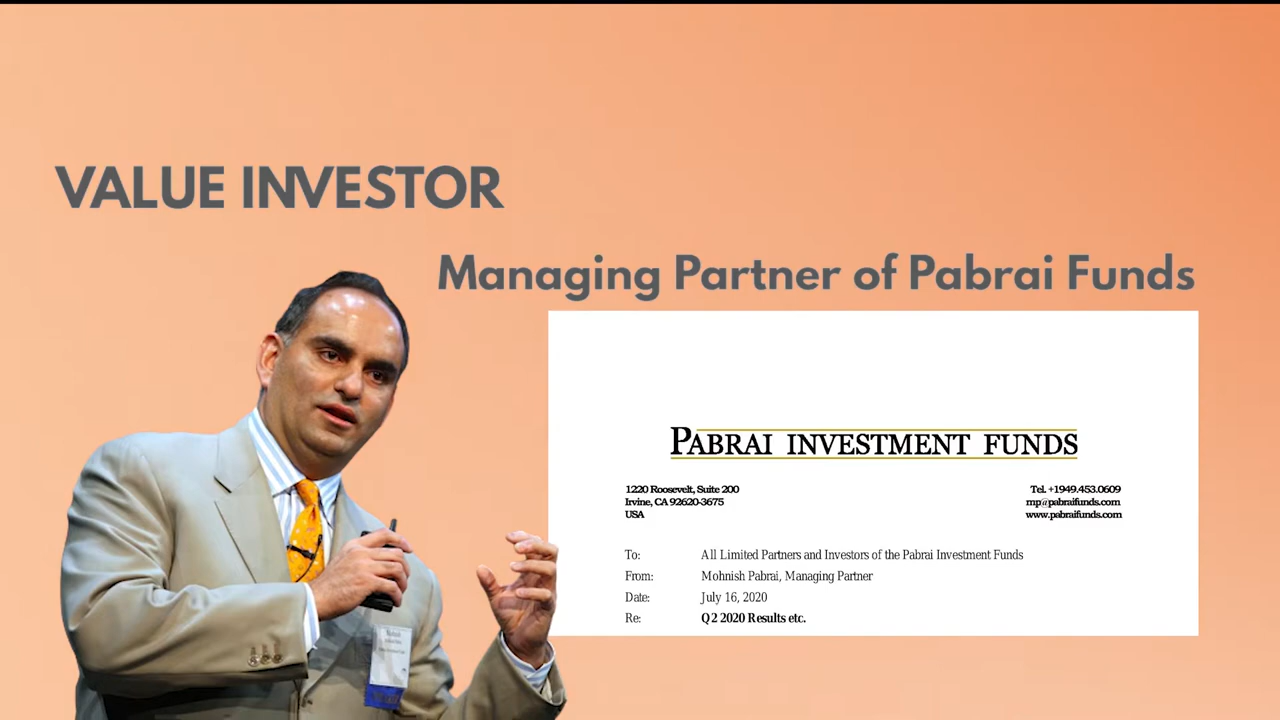 VALUE INVESTOR
Managing Partner of Pabrai Funds
PABRAI INVESTMENT FUNDS
1220 Roosevelt, Suite 200
Irvine, CA 92620-3675
USA
Tel. +1949.453.0609
mp@pabraifunds.com
www.pabraifunds.com
To: All Limited Partners and Investors of the Pabrai Investment Funds
From: Mohnish Pabrai, Managing Partner
Date: July 16, 2020
Re: Q2 2020 Results etc.